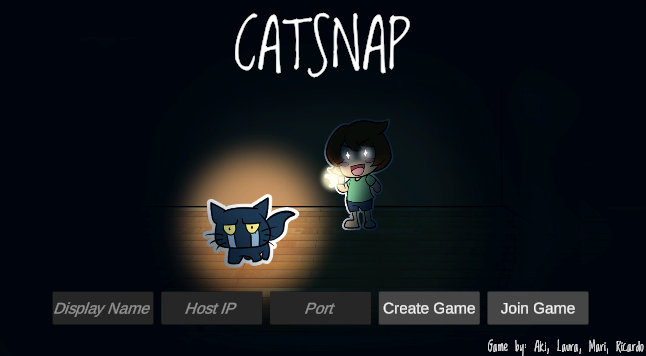 CATSNAP
Display Name
Host IP
Port
Create Game
Join Game
Game by: Aki, Laura, Mari, Ricardo